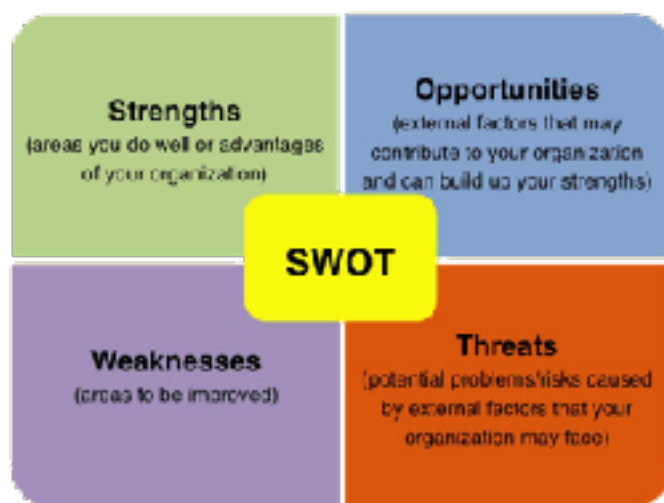 Strengths
(areas you do well or advantages
of your organization)
Opportunities
(external factors that may
contribute to your organization
and can build up your strengths)
SWOT
Weaknesses
(areas to be improved)
Threats
(potential problems/risks caused
by external factors that your
organization may face)